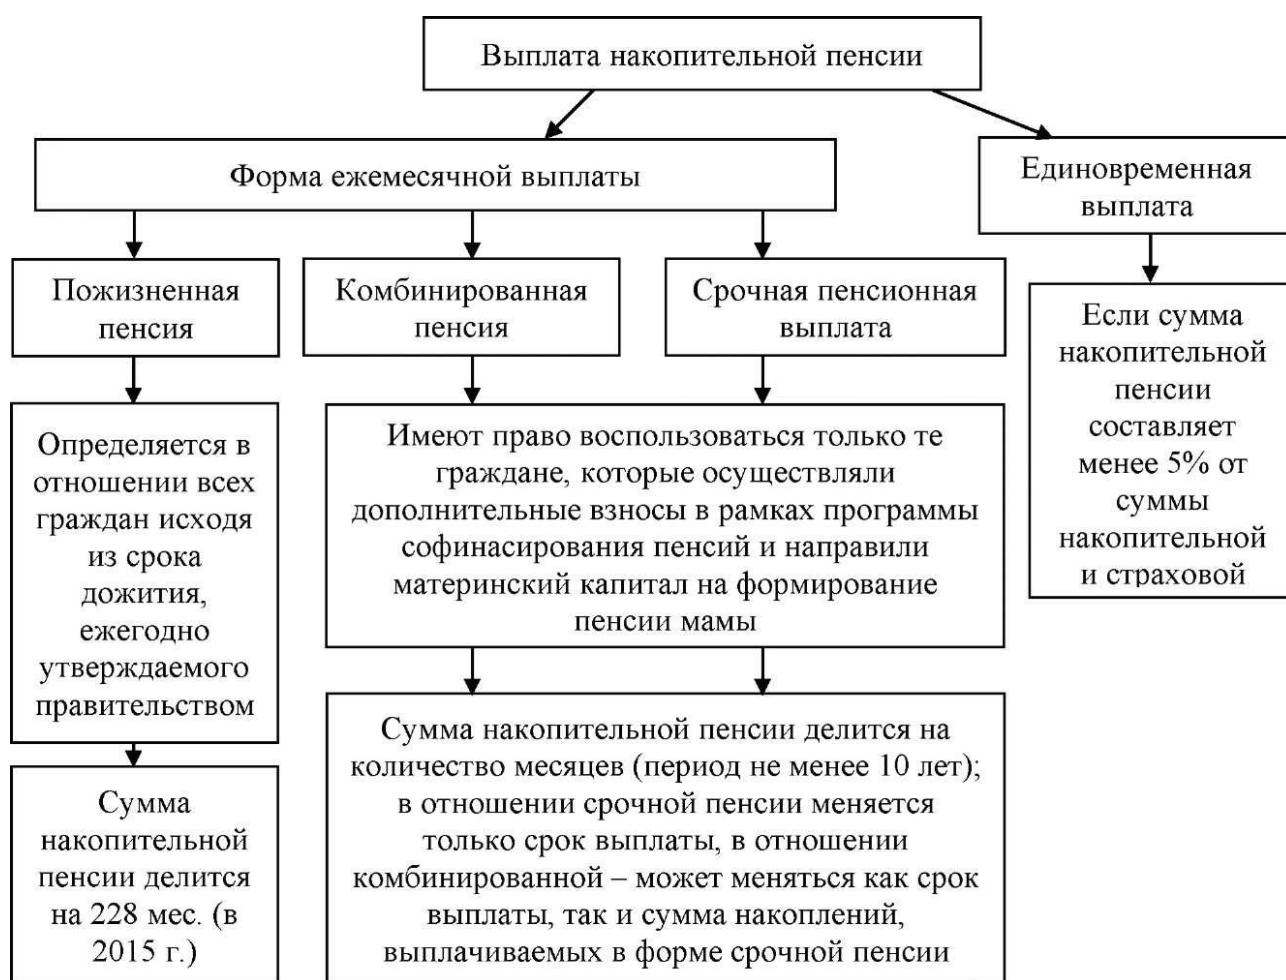 Выплата накопительной пенсии
Форма ежемесячной выплаты
Единовременная
выплата
Пожизненная
пенсия
Комбинированная
пенсия
Срочная пенсионная
выплата
Если сумма
накопительной
пенсии
составляет
менее 5% от
суммы
накопительной
и страховой
Определяется в
отношении всех
граждан исходя
из срока
дожития,
ежегодно
утверждаемого
правительством
Имеют право воспользоваться только те
граждане, которые осуществляли
дополнительные взносы в рамках программы
софинасирования пенсий и направили
материнский капитал на формирование
пенсии мамы
Сумма
накопительной
пенсии делится
на 228 мес. (в
2015 г.)
Сумма накопительной пенсии делится на
количество месяцев (период не менее 10 лет);
в отношении срочной пенсии меняется
только срок выплаты, в отношении
комбинированной – может меняться как срок
выплаты, так и сумма накоплений,
выплачиваемых в форме срочной пенсии